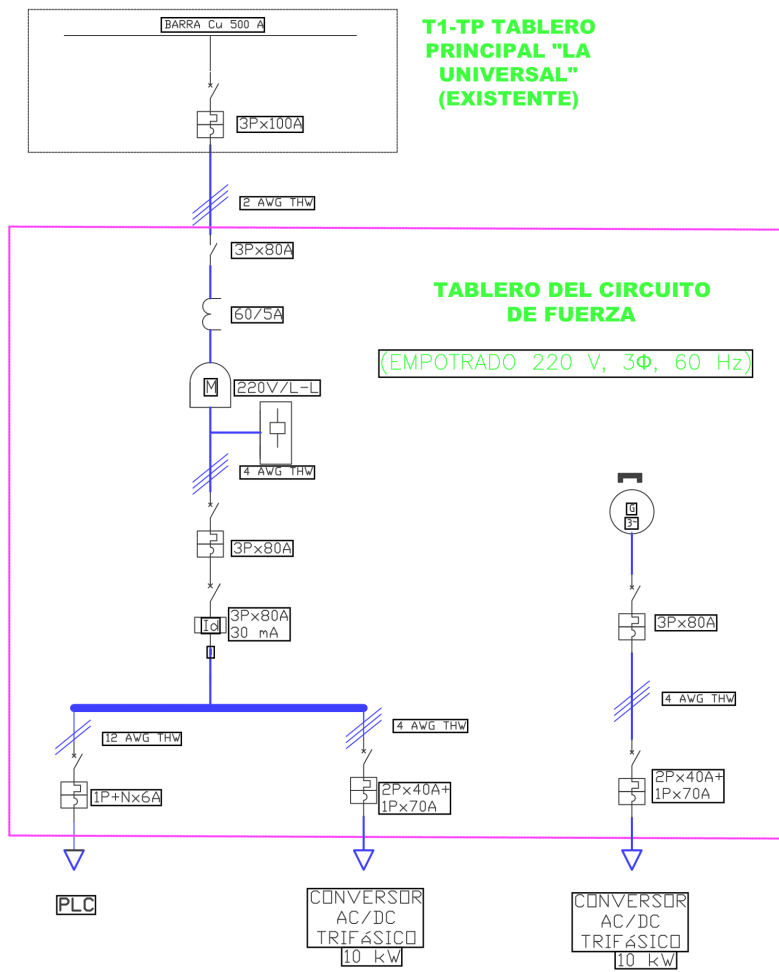 BARRA Cu 500 A
T1-TP TABLERO
PRINCIPAL "LA
UNIVERSAL"
(EXISTENTE)
3Px100A
2 AWG THW
3Px80A
TABLERO DEL CIRCUITO
DE FUERZA
60/5A
(EMPOTRADO 220 V, 3Φ, 60 Hz)
M
220V/L-L
4 AWG THW
G
3~
3Px80A
Id
3Px80A
30 mA
3Px80A
4 AWG THW
12 AWG THW
4 AWG THW
1P+Nx6A
2Px40A+
1Px70A
2Px40A+
1Px70A
PLC
CONVERSOR
AC/DC
TRIFáSICO
10 kW
CONVERSOR
AC/DC
TRIFáSICO
10 kW